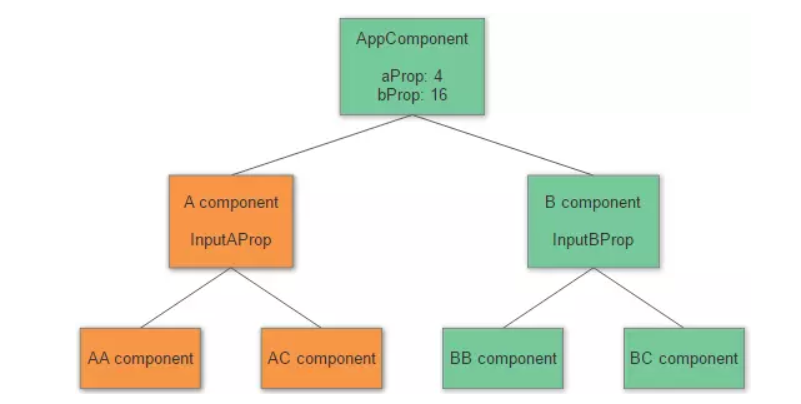 AppComponent
aProp: 4
bProp: 16
A component
InputAProp
B component
InputBProp
AA component
AC component
BB component
BC component